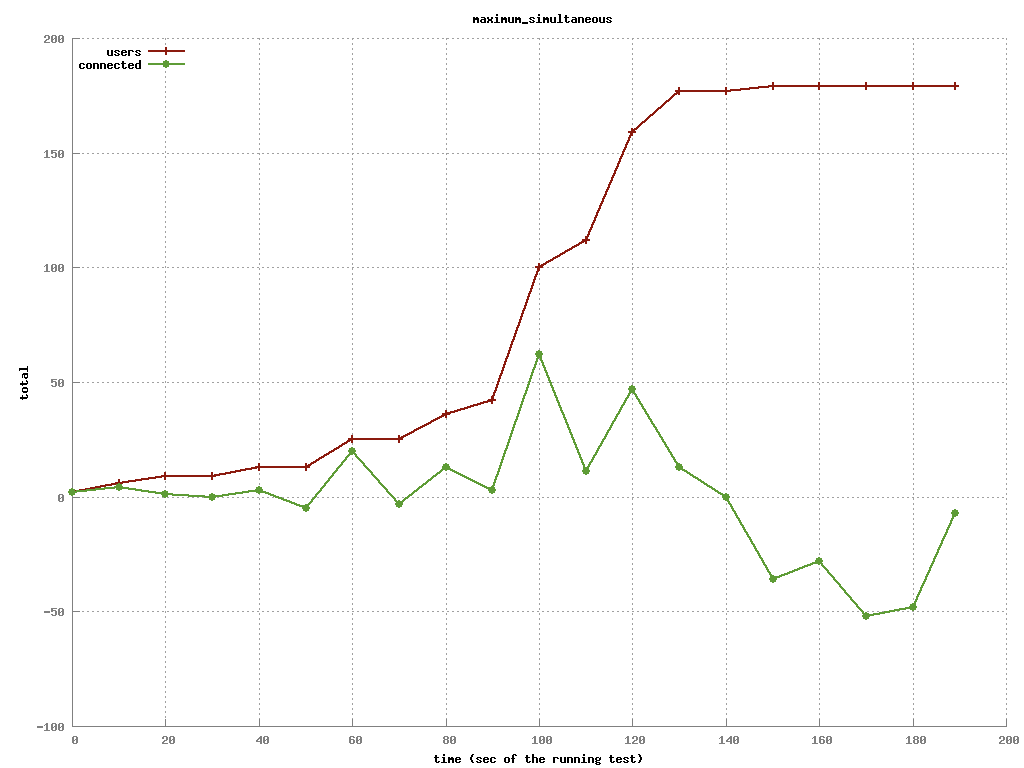 maximum_simultaneous
200
users
connected
150
100
50
0
-50
-100
total
0 20 40 60 80 100 120 140 160 180 200
time (sec of the running test)